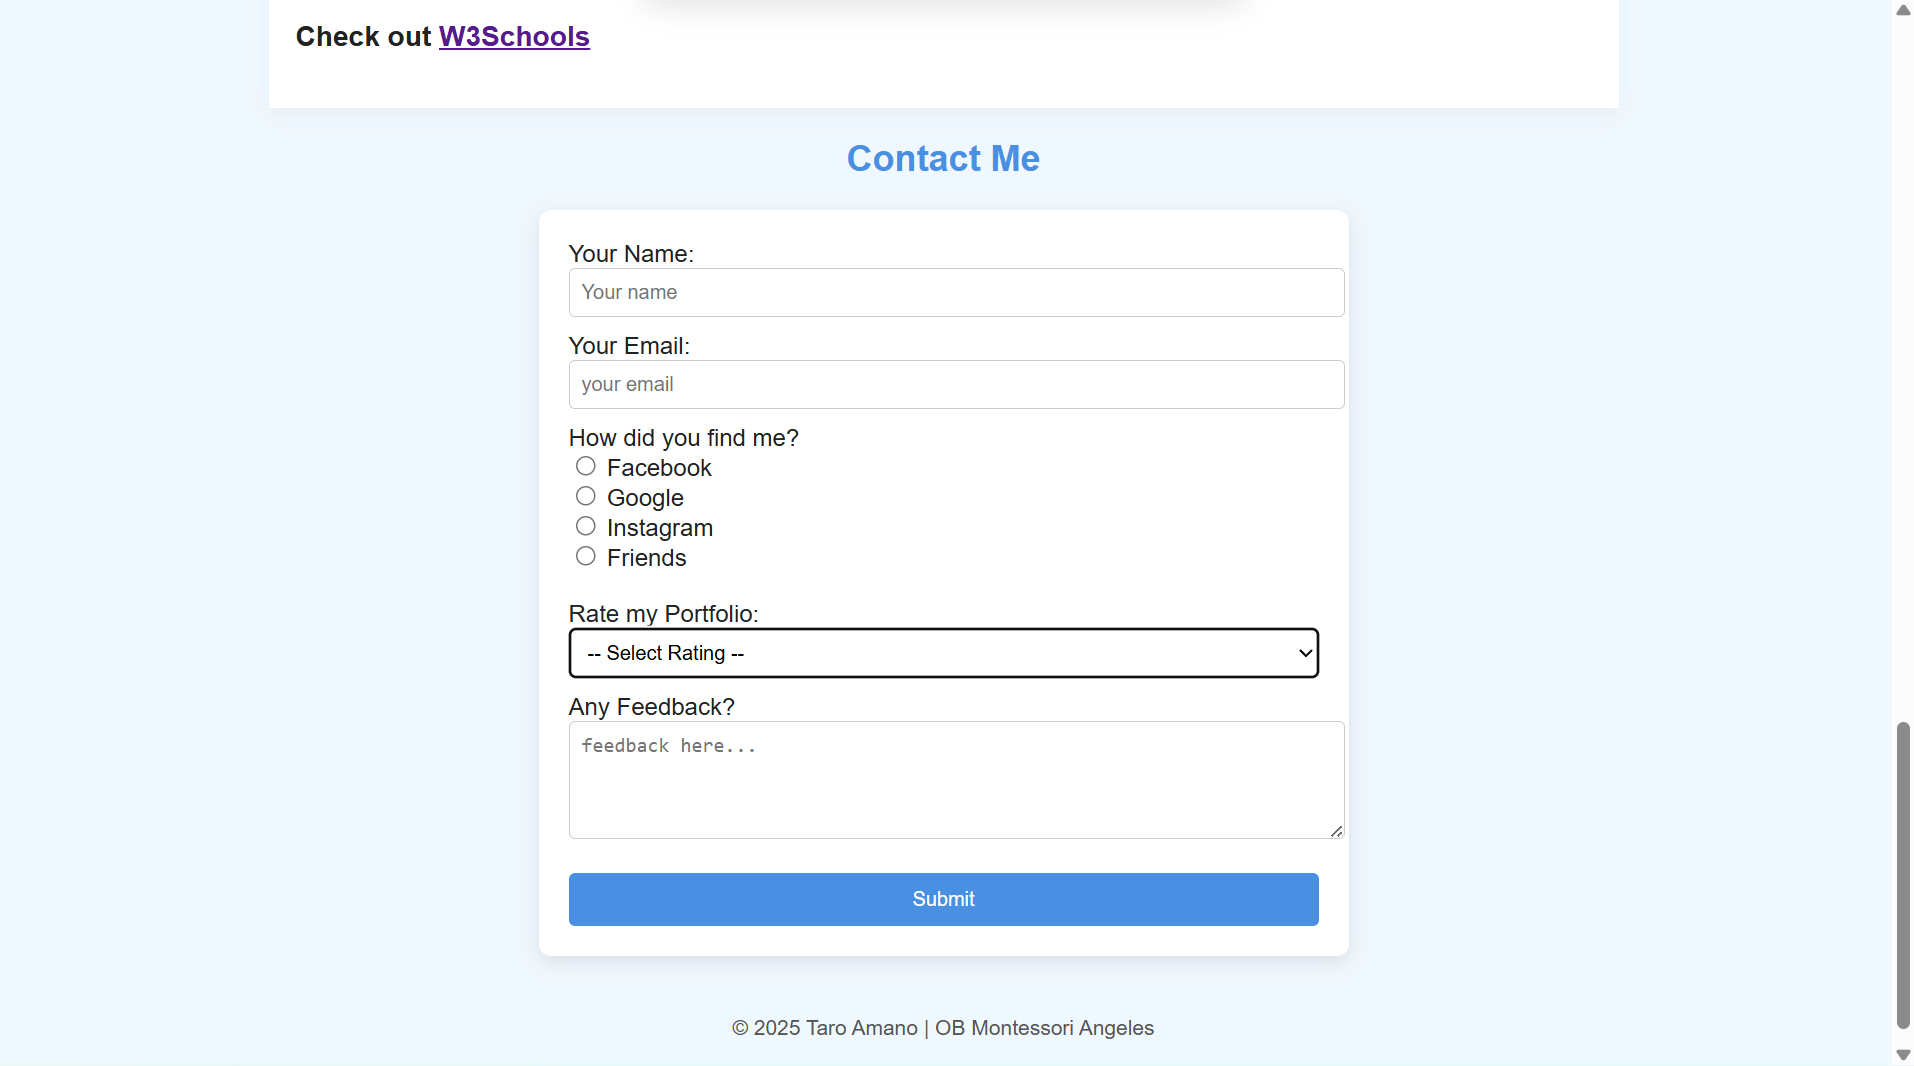 Check out W3Schools
Contact Me
Your Name:
Your name
Your Email:
your email
How did you find me?
Facebook
Google
Instagram
Friends
Rate my Portfolio:
-- Select Rating --
Any Feedback?
feedback here...
Submit
© 2025 Taro Amano | OB Montessori Angeles